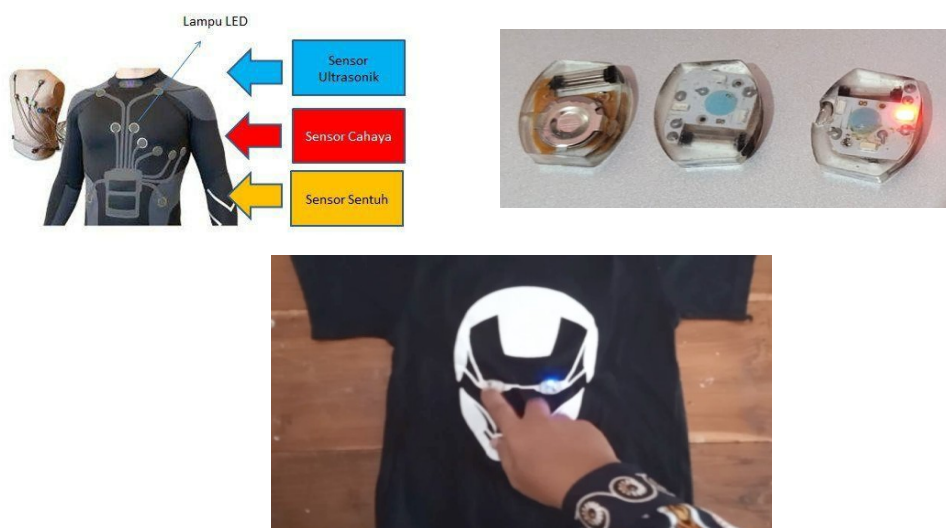 Lampu LED
Sensor
Ultrasonik
Sensor Cahaya
Sensor Sentuh